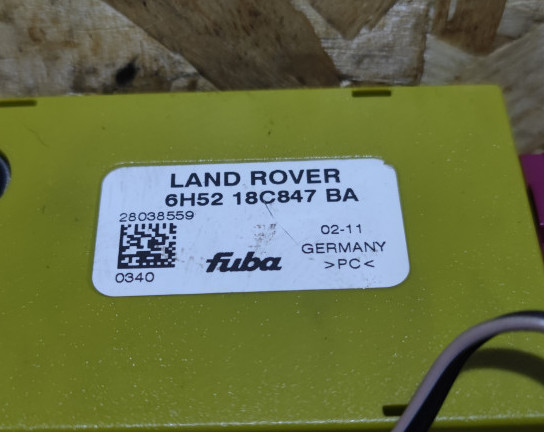 LAND ROVER
6H52 18C847 BA
28038559
02-11
GERMANY
fuba
>PC<
0340